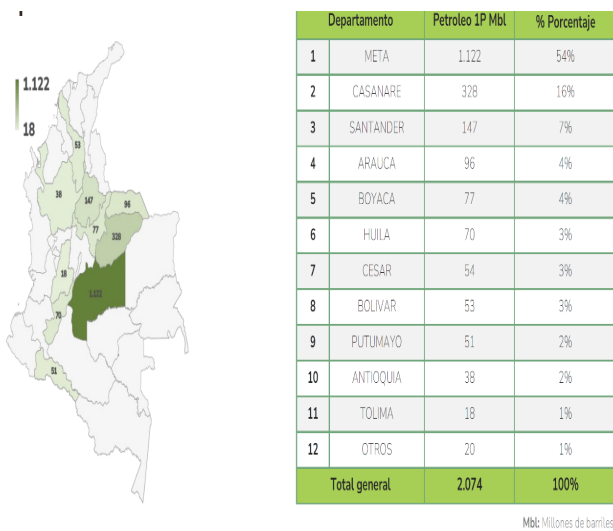 1.122
18
53
38
147
96
77
328
18
1.122
70
51
Departamento Petroleo 1P Mbl % Porcentaje
1 META 1.122 54%
2 CASANARE 328 16%
3 SANTANDER 147 7%
4 ARAUCA 96 4%
5 BOYACA 77 4%
6 HUILA 70 3%
7 CESAR 54 3%
8 BOLIVAR 53 3%
9 PUTUMAYO 51 2%
10 ANTIOQUIA 38 2%
11 TOLIMA 18 1%
12 OTROS 20 1%
Total general 2.074 100%
Mbl: Millones de barriles